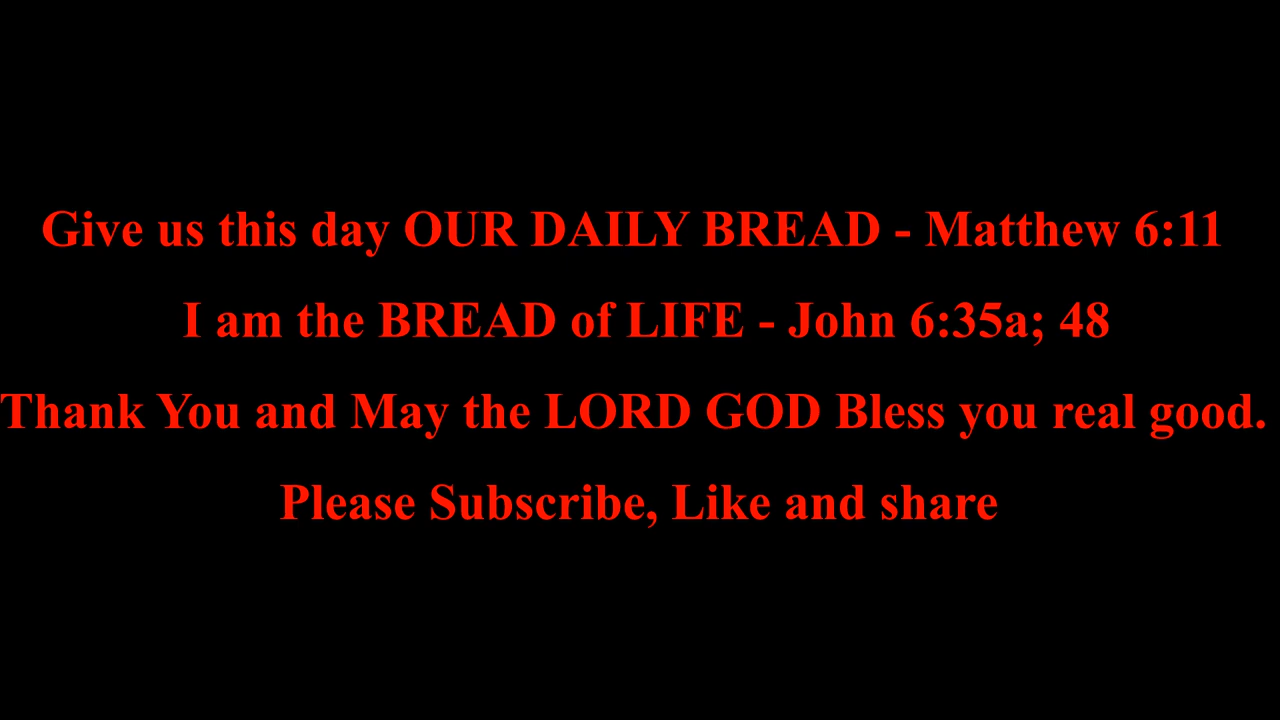 Give us this day OUR DAILY BREAD - Matthew 6:11
I am the BREAD of LIFE - John 6:35a; 48
Thank You and May the LORD GOD Bless you real good.
Please Subscribe, Like and share